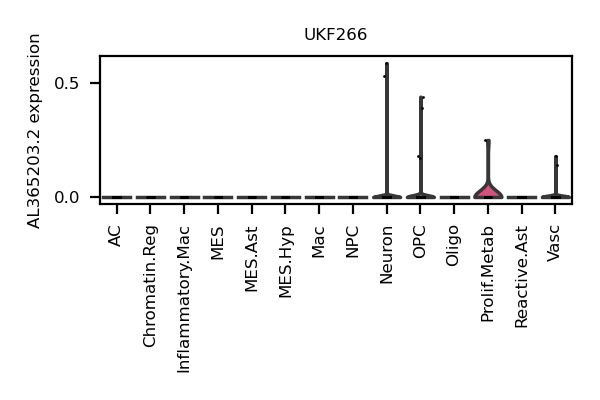 UKF266
AL365203.2 expression
0.5
0.0
AC
Chromatin.Reg
Inflammatory.Mac
MES
MES.Ast
MES.Hyp
Mac
NPC
Neuron
OPC
Oligo
Prolif.Metab
Reactive.Ast
Vasc